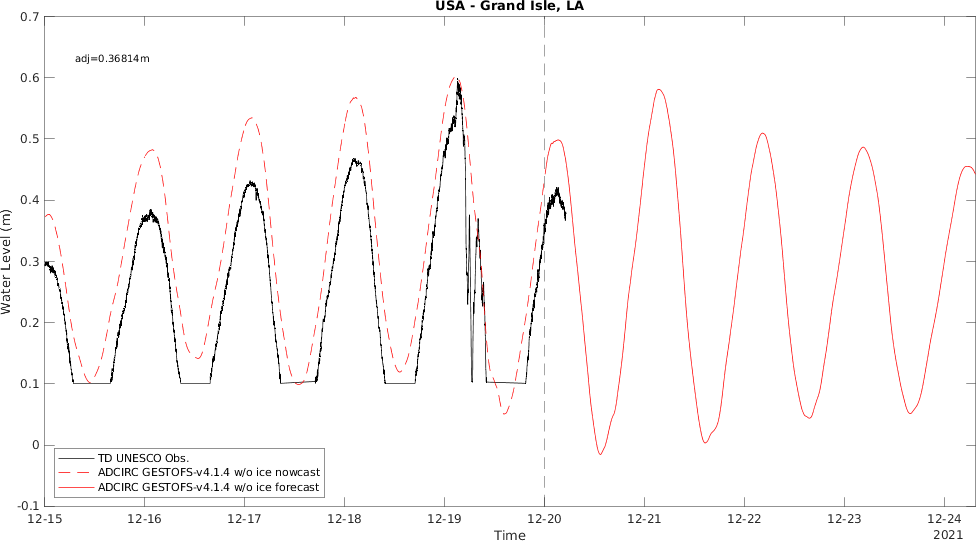 USA - Grand Isle, LA
0.7
adj=0.36814m
0.6
0.5
0.4
0.3
0.2
0.1
0
-0.1
Water Level (m)
TD UNESCO Obs.
ADCIRC GESTOFS-v4.1.4 w/o ice nowcast
ADCIRC GESTOFS-v4.1.4 w/o ice forecast
12-15 12-16 12-17 12-18 12-19 12-20 12-21 12-22 12-23 12-24
Time
2021